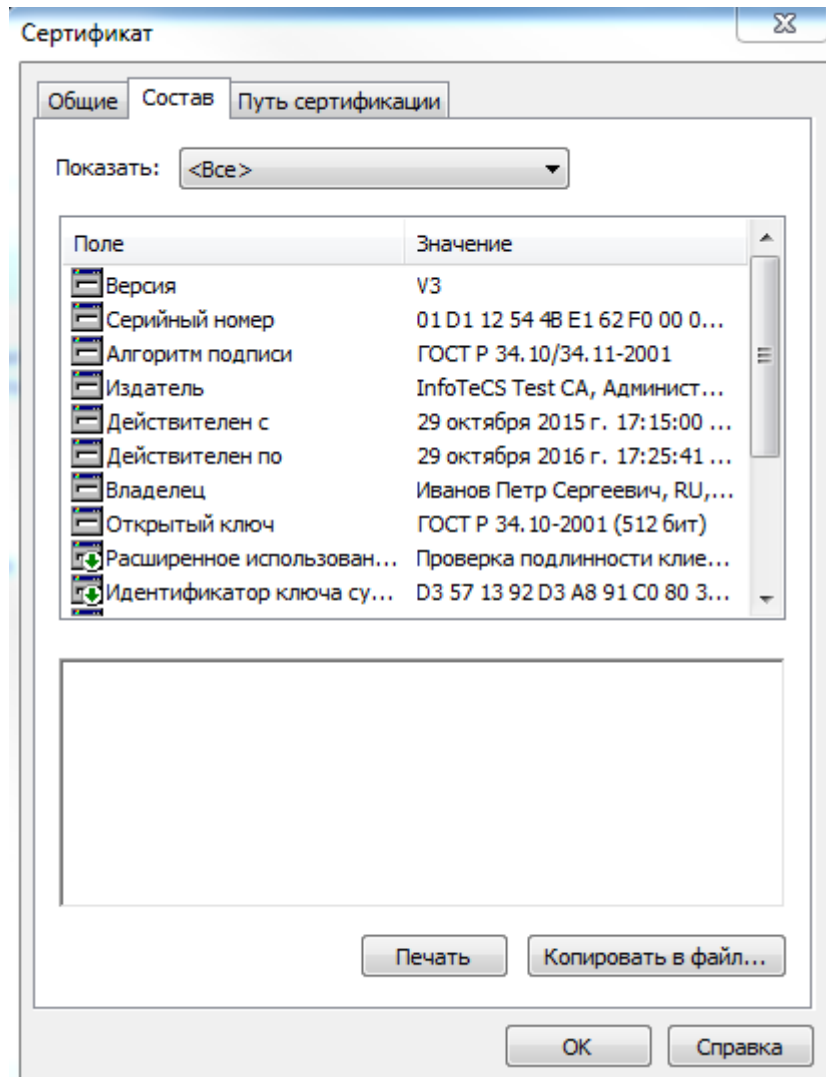 Сертификат
Общие Состав Путь сертификации
Показать: <Все>
Поле Значение
Версия V3
Серийный номер 01 D1 12 54 4B E1 62 F0 00 0...
Алгоритм подписи ГОСТ Р 34.10/34.11-2001
Издатель InfoTeCS Test CA, Админист...
Действителен с 29 октября 2015 г. 17:15:00 ...
Действителен по 29 октября 2016 г. 17:25:41 ...
Владелец Иванов Петр Сергеевич, RU,...
Открытый ключ ГОСТ Р 34.10-2001 (512 бит)
Расширенное использован... Проверка подлинности клие...
Идентификатор ключа су... D3 57 13 92 D3 A8 91 C0 80 3...
Печать Копировать в файл...
ОК Справка